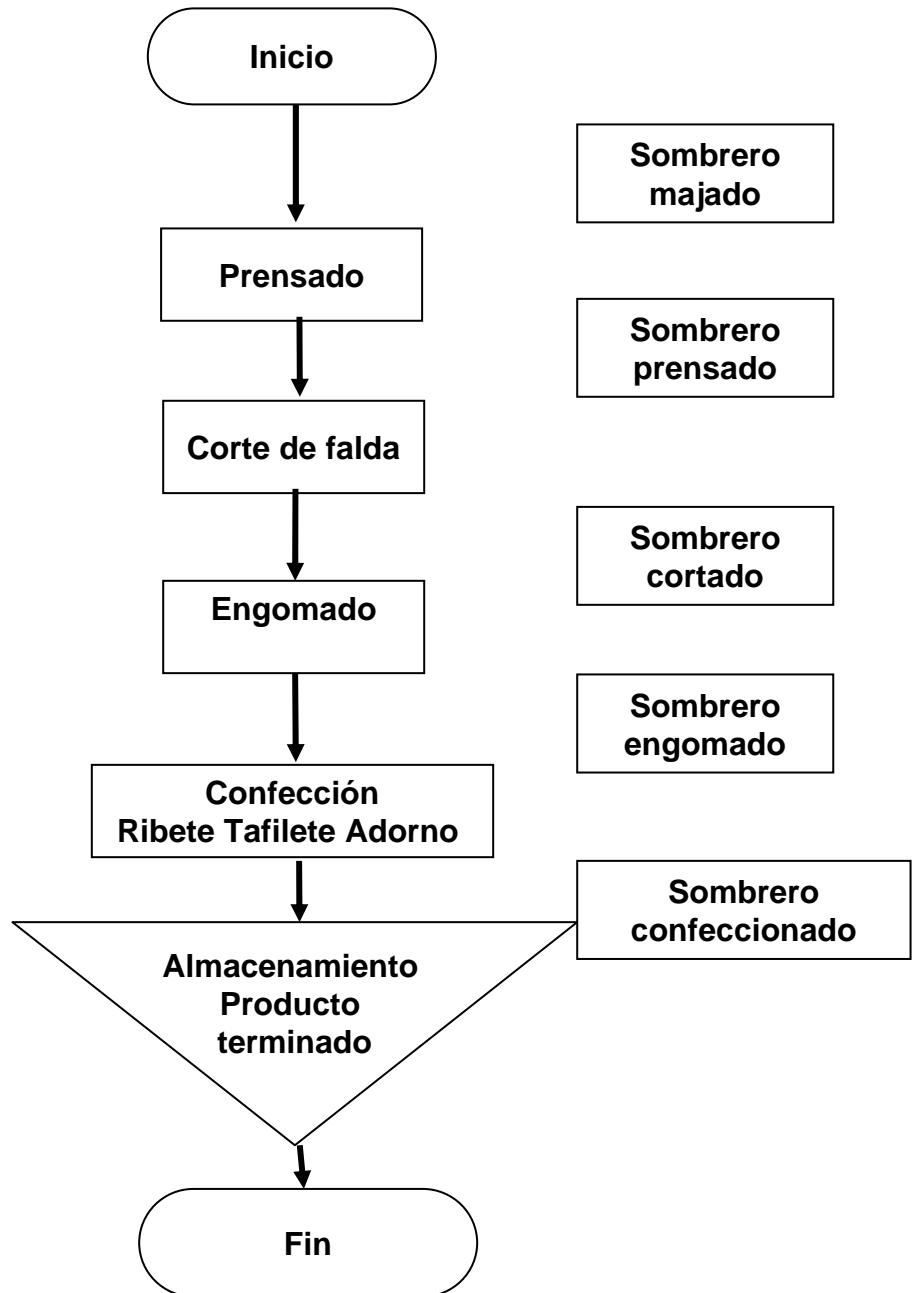 Inicio
Sombrero
majado
Prensado
Sombrero
prensado
Corte de falda
Sombrero
cortado
Engomado
Sombrero
engomado
Confección
Ribete Tafilete Adorno
Sombrero
confeccionado
Almacenamiento
Producto
terminado
Fin